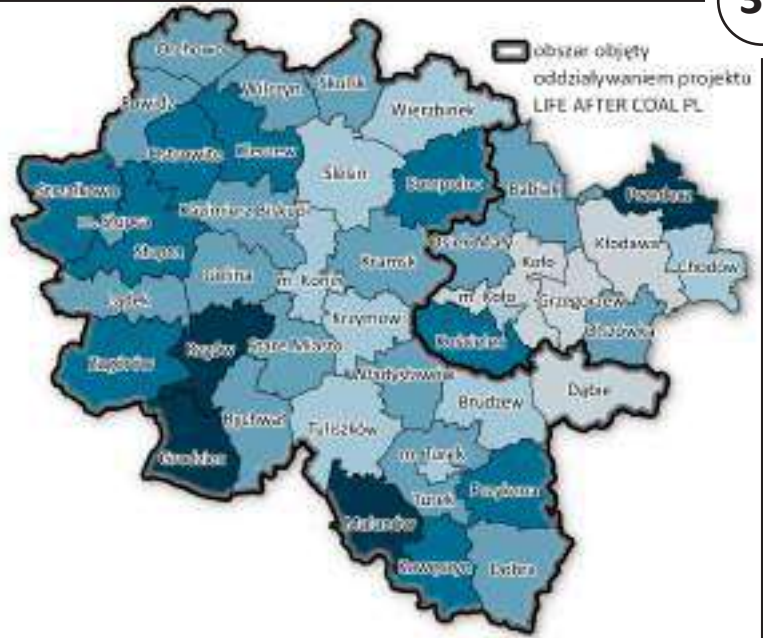 3
obszar objęty
oddziaływaniem projektu
LIFE AFTER COAL PL
Orchowo
Wilczyn
Skulsk
Powidz
Wierzbinek
Ostrowite
Kleczew
Ślesin
Sompolno
Babiak
Przedecz
Strzałkowo
m. Słupca
Kazimierz Biskupi
Słupca
Osiek Mały
Koło
Kłodawa
Chodów
Golina
m. Konin
Kramsk
m. Koło
Grzegorzew
Lądek
Krzymów
Kościelec
Zagórów
Rzgów
Stare Miasto
Władysławów
Dąbie
Rychwał
Tuliszków
Brudzew
Grodziec
m. Turek
Turek
Przykona
Malanów
Kawęczyn
Dobra